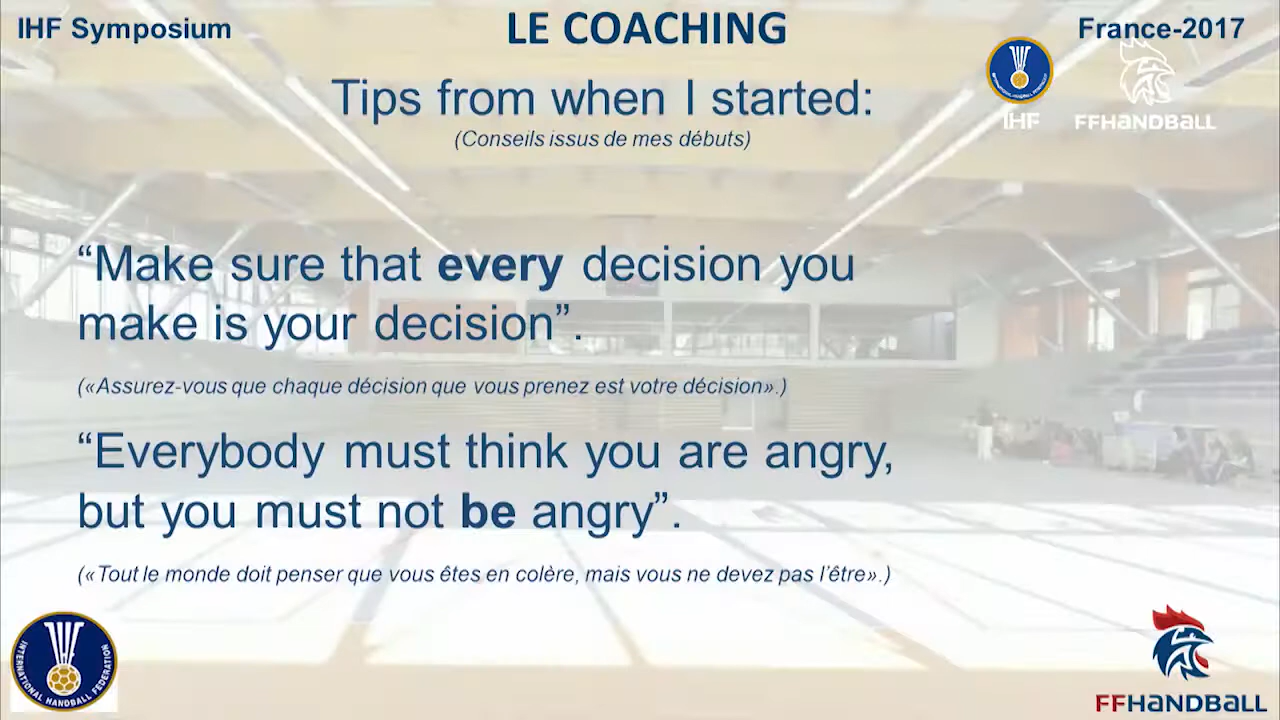 IHF Symposium
LE COACHING
France-2017
Tips from when I started:
(Conseils issus de mes débuts)
IHF
FFHANDBALL
“Make sure that every decision you
make is your decision”.
(«Assurez-vous que chaque décision que vous prenez est votre décision».)
“Everybody must think you are angry,
but you must not be angry”.
(«Tout le monde doit penser que vous êtes en colère, mais vous ne devez pas l’être».)
INTERNATIONAL HANDBALL FEDERATION
FFHANDBALL